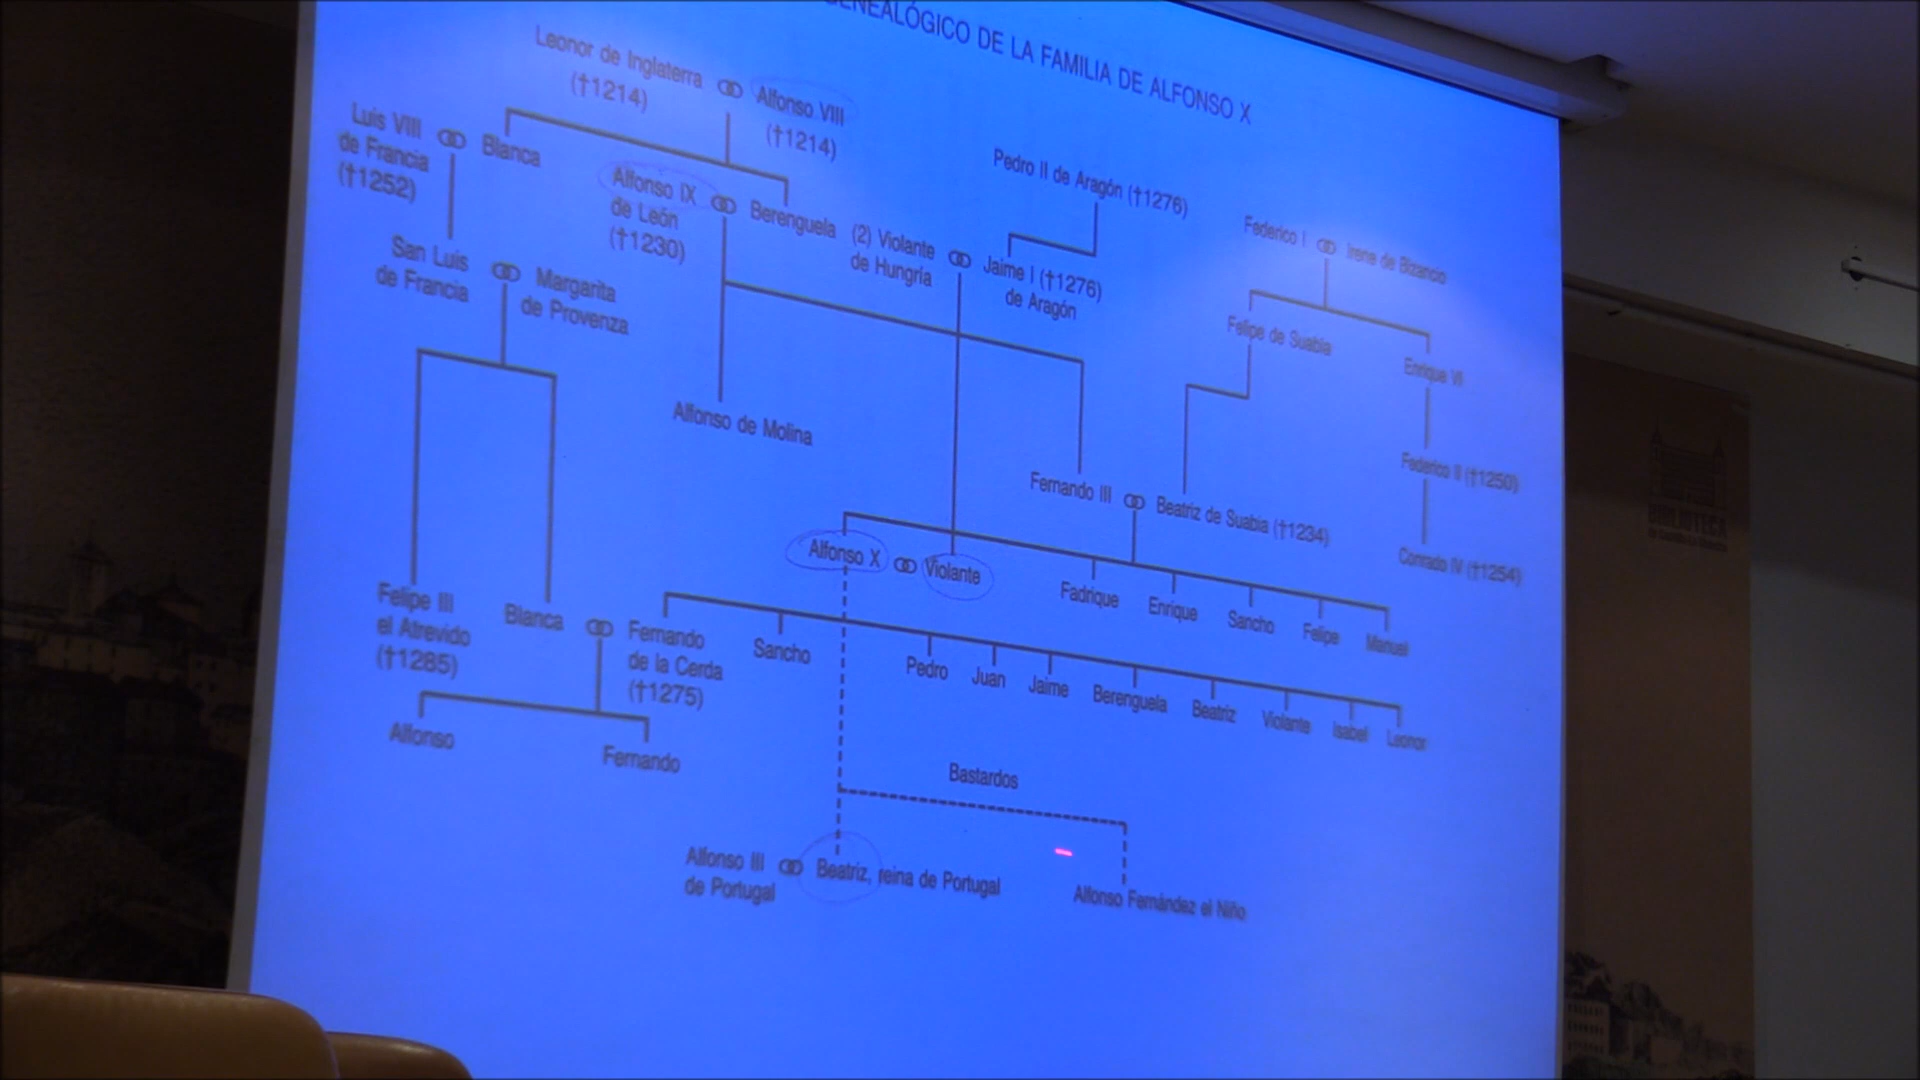 GENEALÓGICO DE LA FAMILIA DE ALFONSO X
Leonor de Inglaterra
(†1214)
Alfonso VIII
(†1214)
Luis VIII
de Francia
(†1252)
Blanca
Alfonso IX
de León
(†1230)
Berenguela
(2) Violante
de Hungría
Pedro II de Aragón (†1276)
Jaime I (†1276)
de Aragón
Federico I
Irene de Bizancio
San Luis
de Francia
Margarita
de Provenza
Felipe de Suabia
Enrique VI
Alfonso de Molina
Federico II (†1250)
Fernando III
Beatriz de Suabia (†1234)
Conrado IV (†1254)
Alfonso X
Violante
Fadrique
Enrique
Sancho
Felipe
Manuel
Felipe III
el Atrevido
(†1285)
Blanca
Fernando
de la Cerda
(†1275)
Sancho
Pedro
Juan
Jaime
Berenguela
Beatriz
Violante
Isabel
Leonor
Alfonso
Fernando
Bastardos
Alfonso III
de Portugal
Beatriz, reina de Portugal
Alfonso Fernández el Niño
BIBLIOTECA